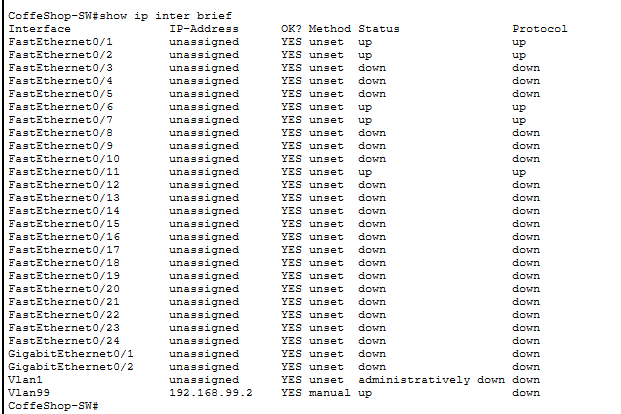 CoffeShop-SW#show ip inter brief
Interface IP-Address OK? Method Status Protocol
FastEthernet0/1 unassigned YES unset up up
FastEthernet0/2 unassigned YES unset up up
FastEthernet0/3 unassigned YES unset down down
FastEthernet0/4 unassigned YES unset down down
FastEthernet0/5 unassigned YES unset down down
FastEthernet0/6 unassigned YES unset up up
FastEthernet0/7 unassigned YES unset up up
FastEthernet0/8 unassigned YES unset down down
FastEthernet0/9 unassigned YES unset down down
FastEthernet0/10 unassigned YES unset down down
FastEthernet0/11 unassigned YES unset up up
FastEthernet0/12 unassigned YES unset down down
FastEthernet0/13 unassigned YES unset down down
FastEthernet0/14 unassigned YES unset down down
FastEthernet0/15 unassigned YES unset down down
FastEthernet0/16 unassigned YES unset down down
FastEthernet0/17 unassigned YES unset down down
FastEthernet0/18 unassigned YES unset down down
FastEthernet0/19 unassigned YES unset down down
FastEthernet0/20 unassigned YES unset down down
FastEthernet0/21 unassigned YES unset down down
FastEthernet0/22 unassigned YES unset down down
FastEthernet0/23 unassigned YES unset down down
FastEthernet0/24 unassigned YES unset down down
GigabitEthernet0/1 unassigned YES unset down down
GigabitEthernet0/2 unassigned YES unset down down
Vlan1 unassigned YES unset administratively down down
Vlan99 192.168.99.2 YES manual up down
CoffeShop-SW#